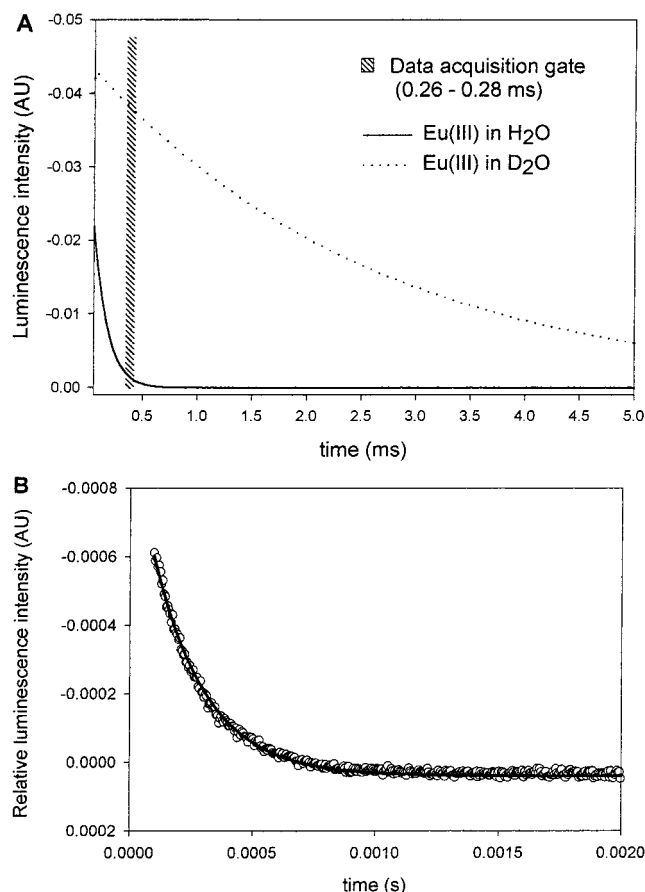 A
Luminescence intensity (AU)
-0.05
-0.04
-0.03
-0.02
-0.01
0.00
Data acquisition gate
(0.26 - 0.28 ms)
Eu(III) in H2O
Eu(III) in D2O
0.5 1.0 1.5 2.0 2.5 3.0 3.5 4.0 4.5 5.0
time (ms)
B
Relative luminescence intensity (AU)
-0.0008
-0.0006
-0.0004
-0.0002
0.0000
0.0002
0.0000 0.0005 0.0010 0.0015 0.0020
time (s)